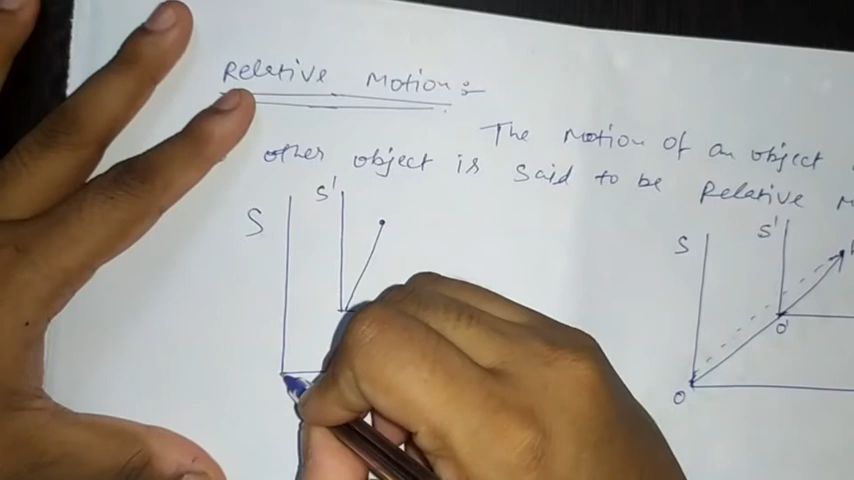 Relative Motion:-
The Motion of an object
other object is said to be Relative M
S
S'
S
S'
O'
O